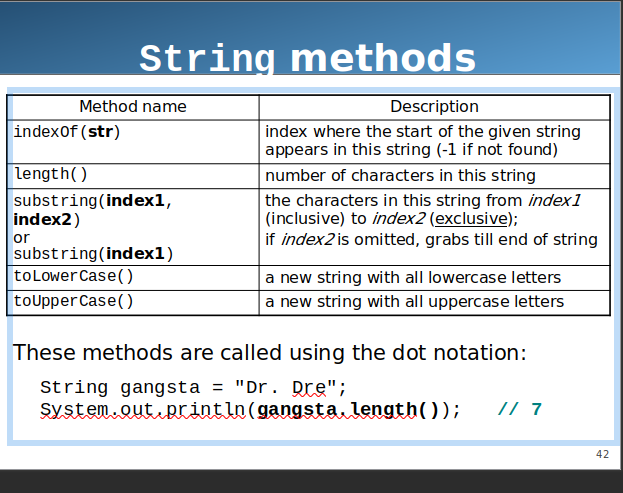 String methods
Method name
Description
indexOf(str)
index where the start of the given string
appears in this string (-1 if not found)
length()
number of characters in this string
substring(index1,
index2)
or
substring(index1)
the characters in this string from index1
(inclusive) to index2 (exclusive);
if index2 is omitted, grabs till end of string
toLowerCase()
a new string with all lowercase letters
toUpperCase()
a new string with all uppercase letters
These methods are called using the dot notation:
String gangsta = "Dr. Dre";
System.out.println(gangsta.length()); // 7
42